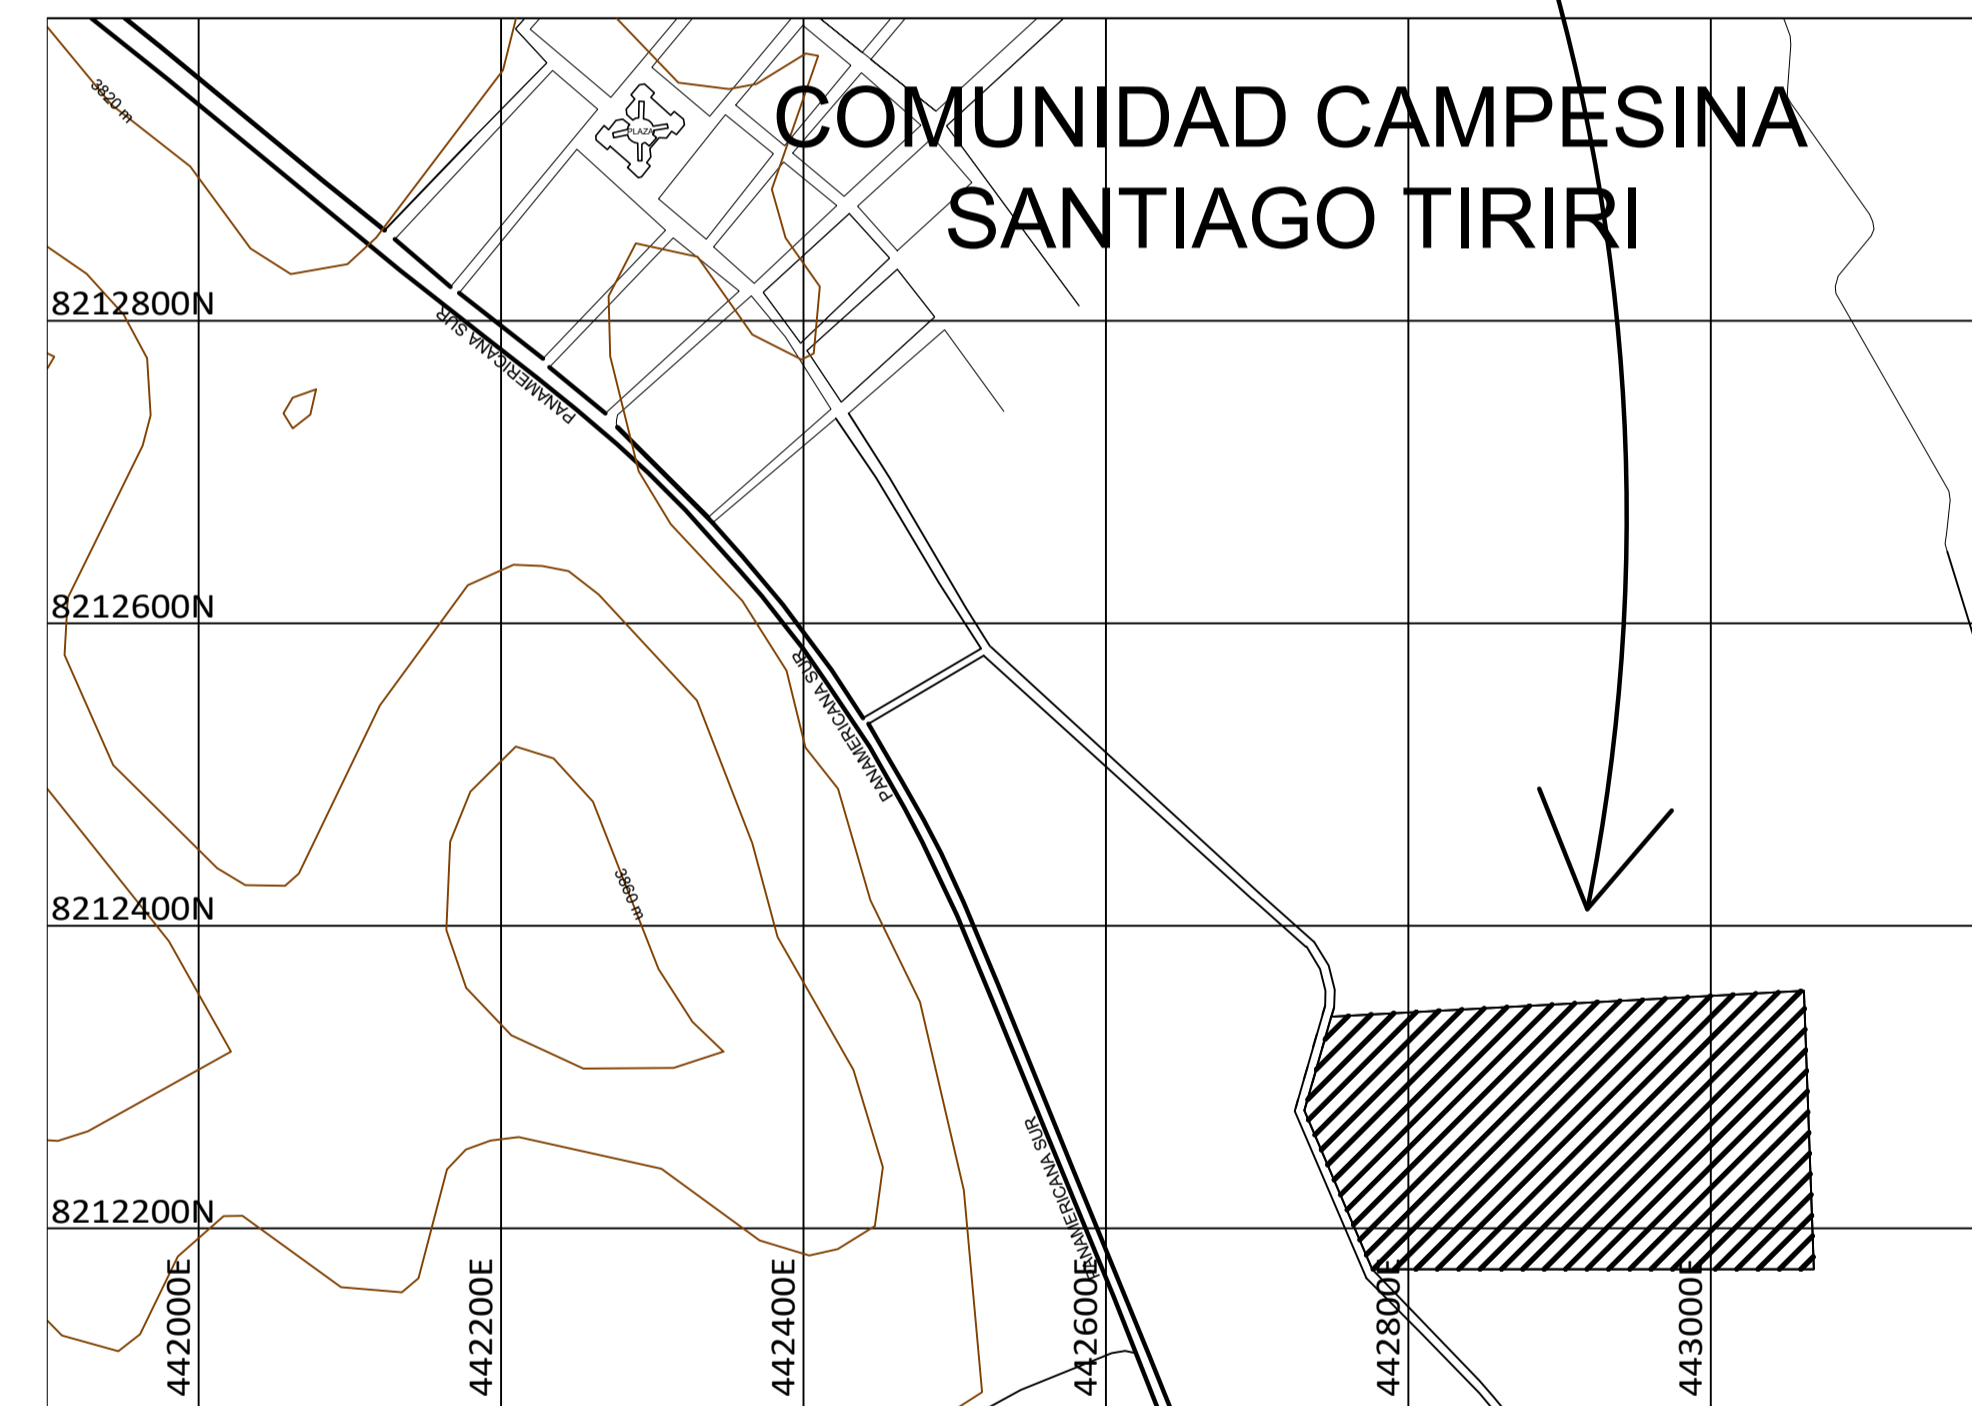 3820 m
PLAZA
COMUNIDAD CAMPESINA
SANTIAGO TIRIRI
8212800N
PANAMERICANA SUR
8212600N
PANAMERICANA SUR
3860 m
8212400N
PANAMERICANA SUR
8212200N
442000E
442200E
442400E
442600E
442800E
443000E